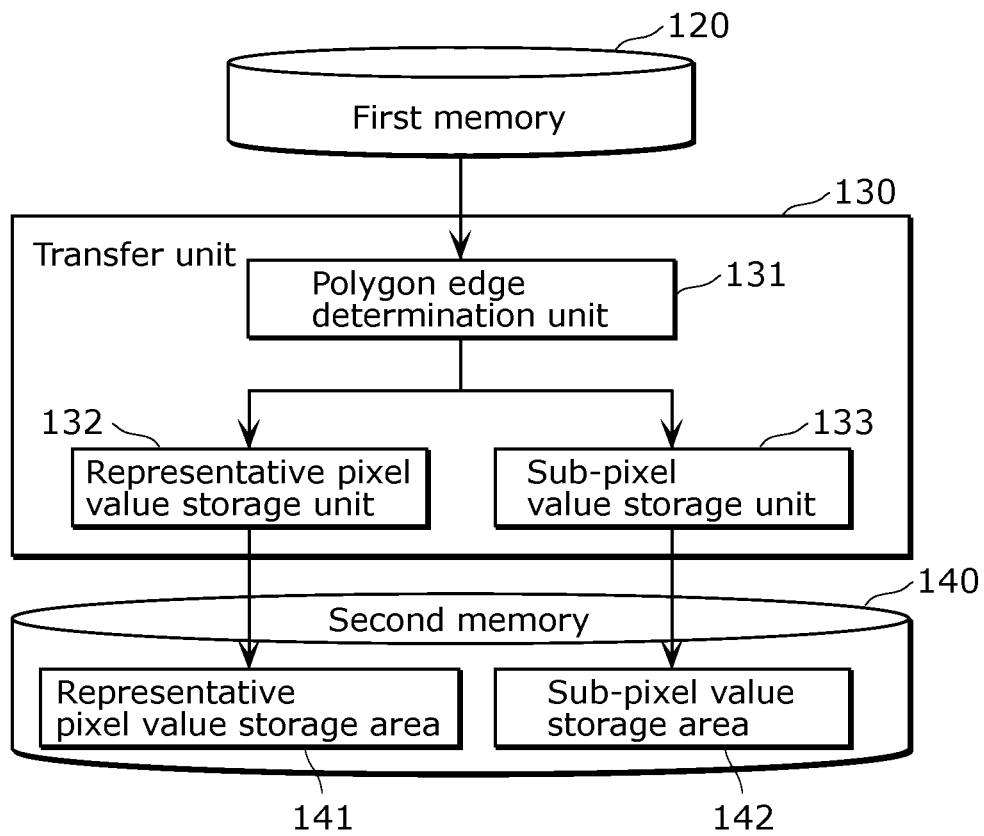 120
First memory
130
Transfer unit
Polygon edge
determination unit
131
132
133
Representative pixel
value storage unit
Sub-pixel
value storage unit
140
Second memory
Representative
pixel value storage area
Sub-pixel value
storage area
141
142